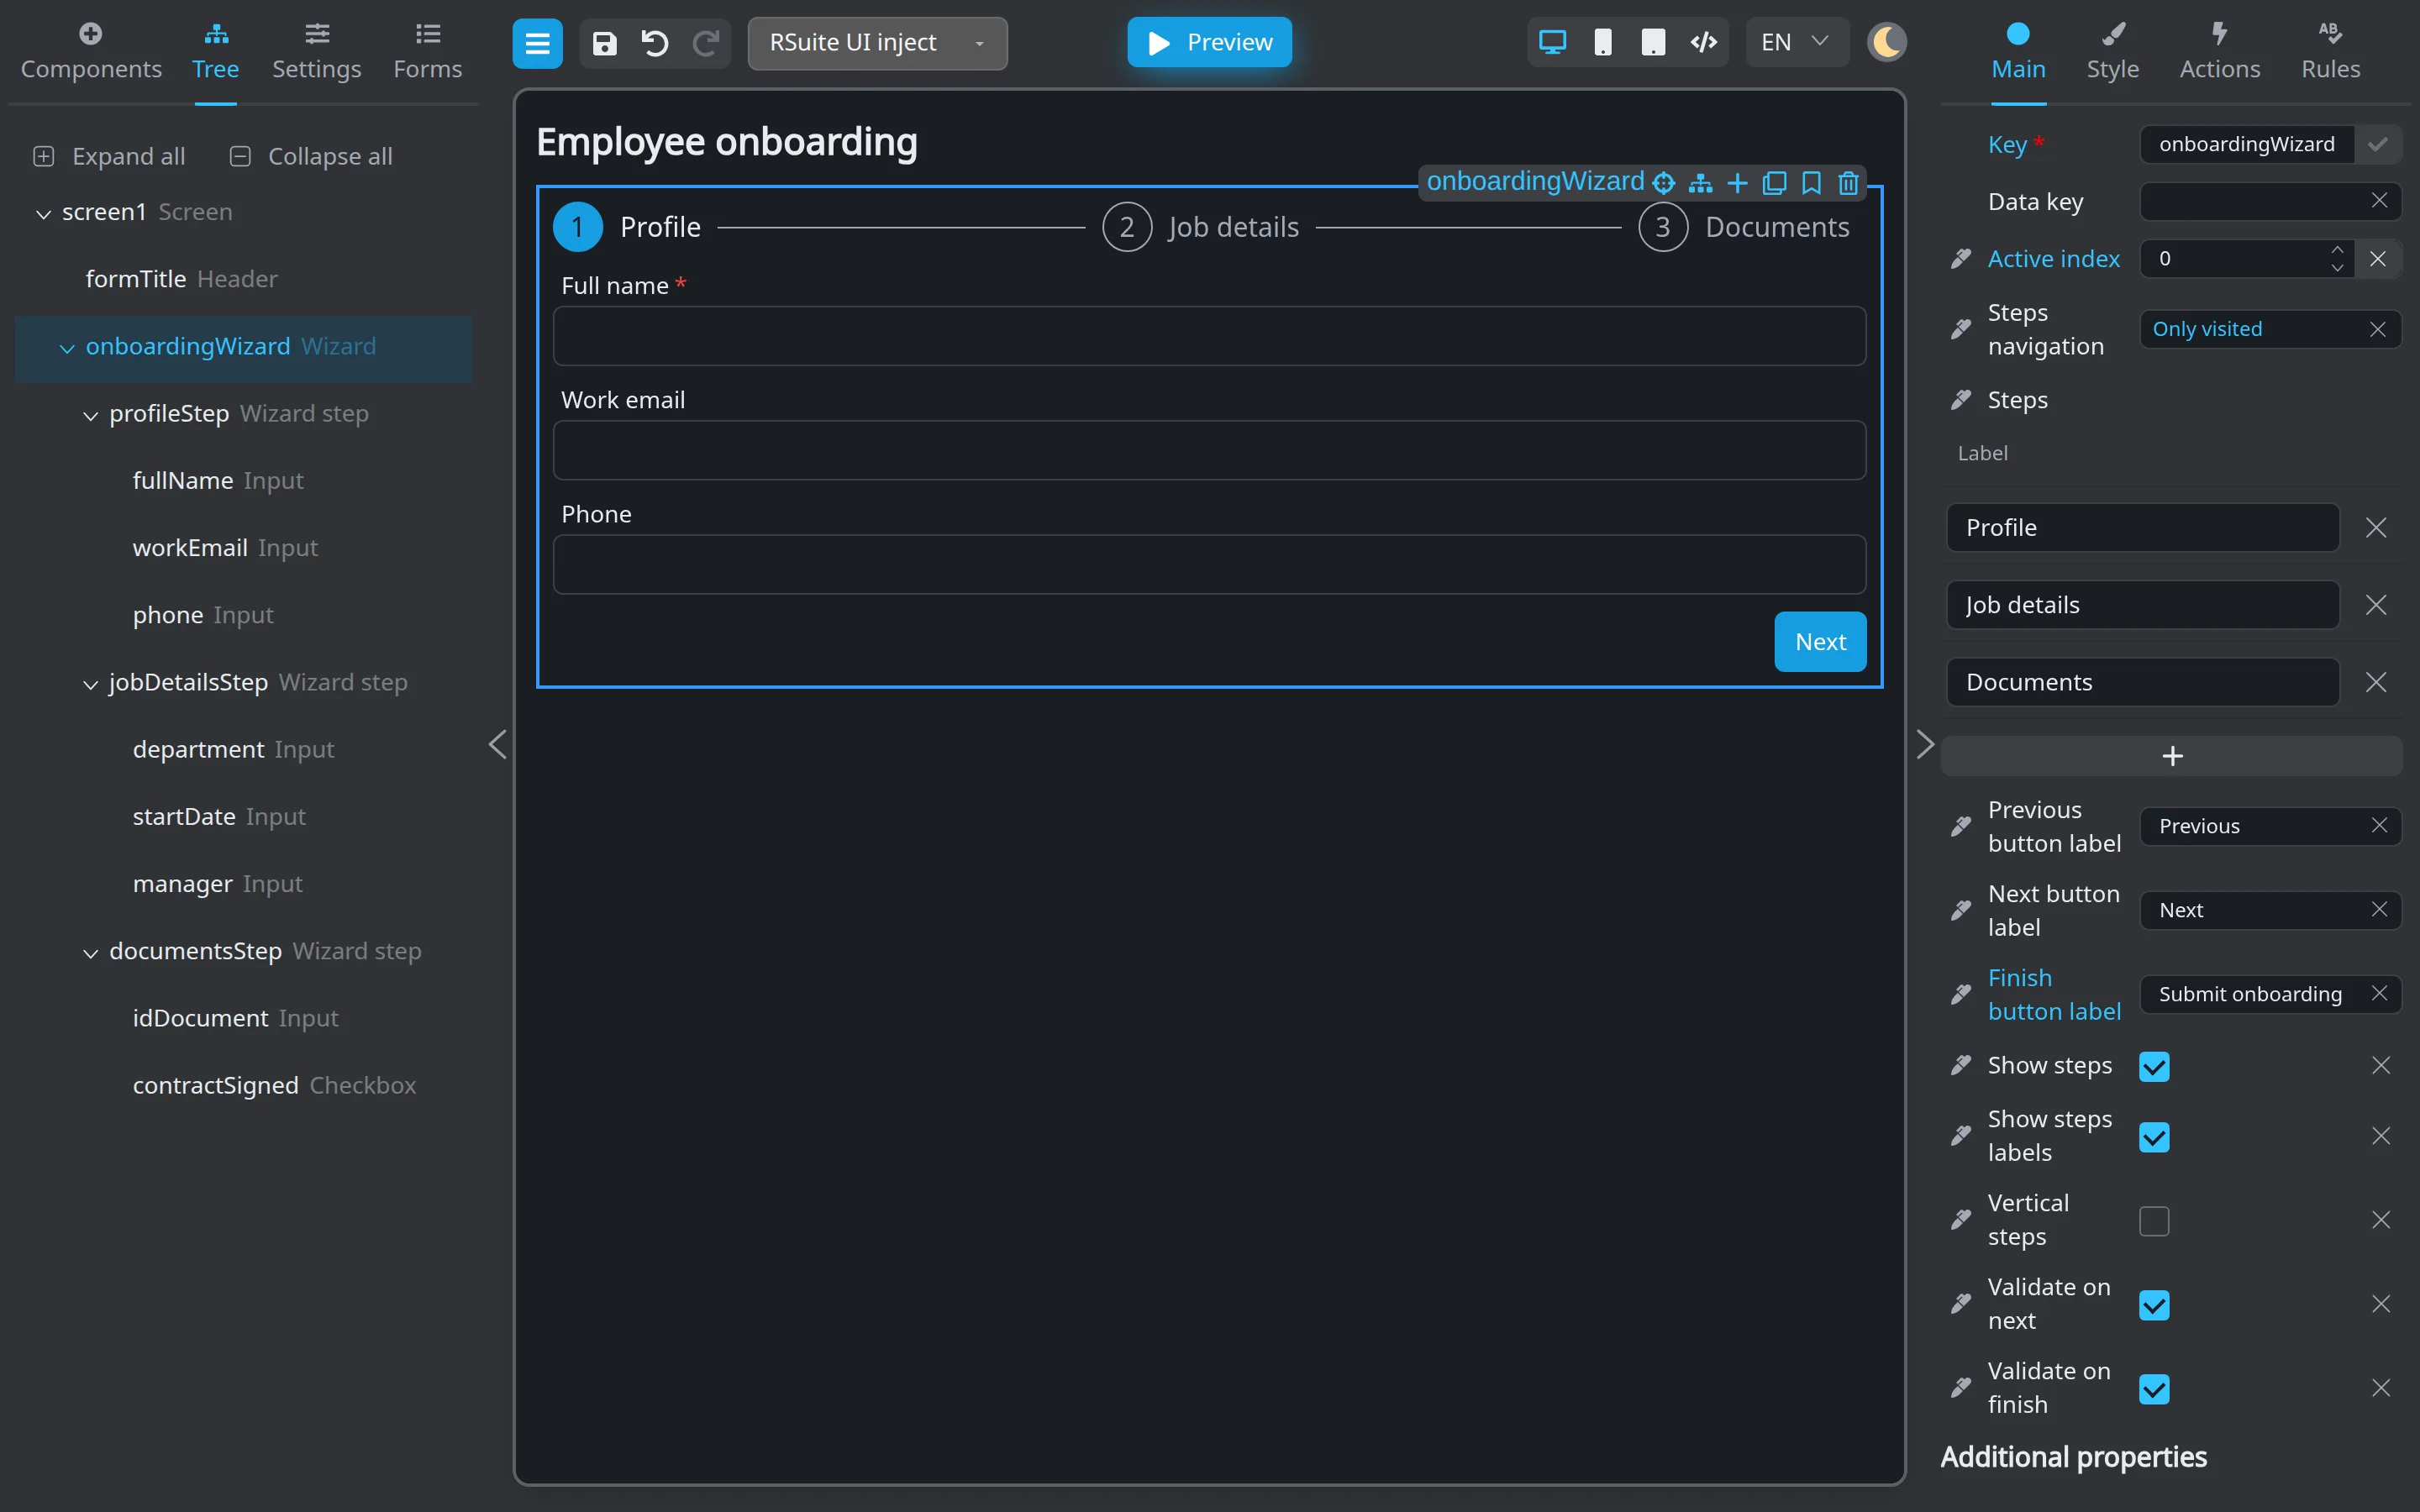 Components
Tree
Settings
Forms
RSuite UI inject
Preview
EN
Main
Style
Actions
AB
Rules
Expand all
Collapse all
screen1 Screen
formTitle Header
onboardingWizard Wizard
profileStep Wizard step
fullName Input
workEmail Input
phone Input
jobDetailsStep Wizard step
department Input
startDate Input
manager Input
documentsStep Wizard step
idDocument Input
contractSigned Checkbox
Employee onboarding
onboardingWizard
1 Profile
2 Job details
3 Documents
Full name *
Work email
Phone
Next
Key *
onboardingWizard
Data key
Active index
0
Steps
navigation
Only visited
Steps
Label
Profile
Job details
Documents
Previous
button label
Previous
Next button
label
Next
Finish
button label
Submit onboarding
Show steps
Show steps
labels
Vertical
steps
Validate on
next
Validate on
finish
Additional properties